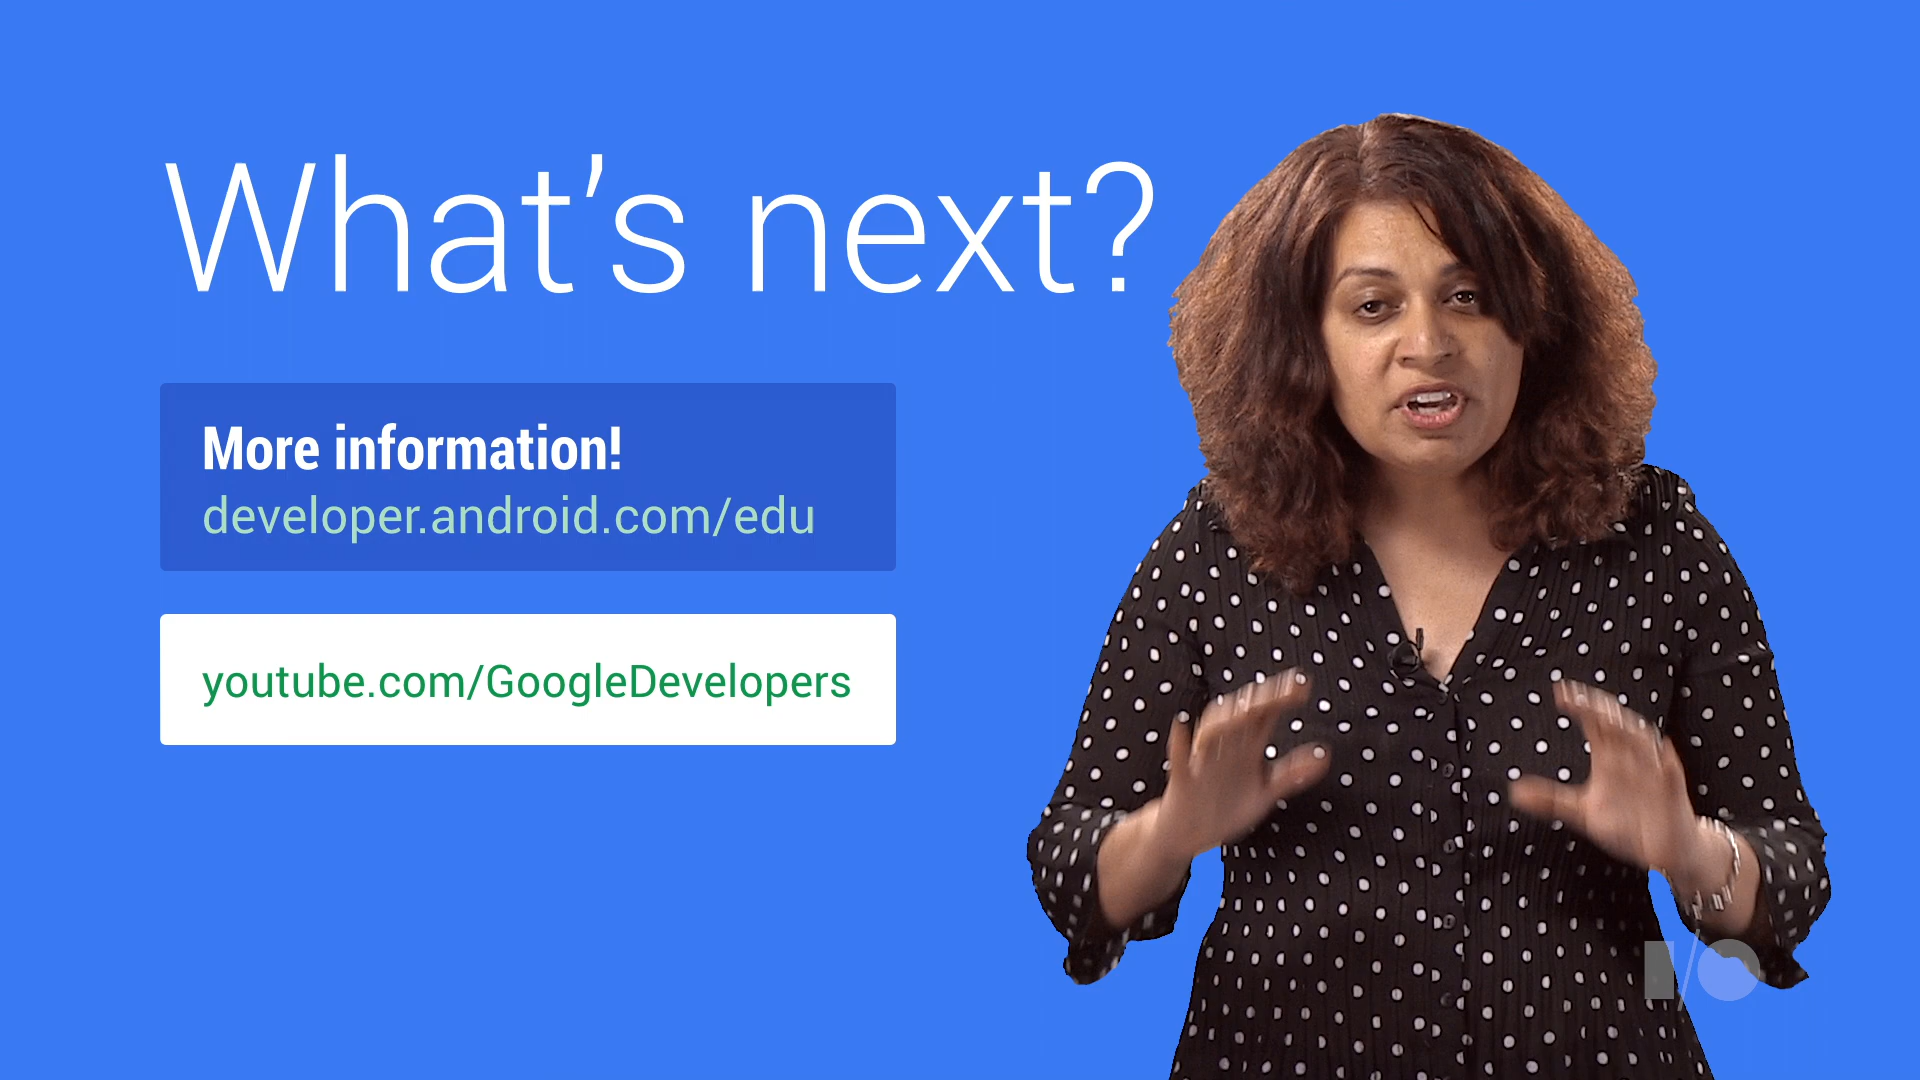 What's next?
More information!
developer.android.com/edu
youtube.com/GoogleDevelopers
I/O